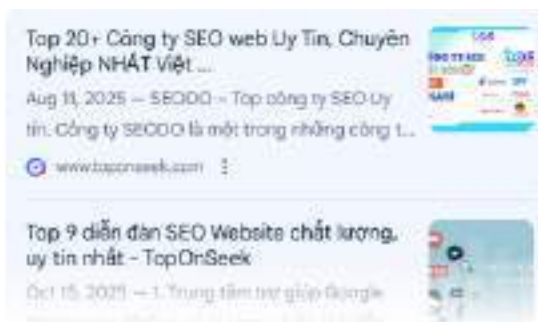 Top 20+ Công ty SEO web Uy Tín, Chuyên
Nghiệp NHẤT Việt ...
Aug 11, 2025 — SEODO - Top công ty SEO Uy
tín. Công ty SEODO là một trong những công t...
www.toponseek.com
Top 9 diễn đàn SEO Website chất lượng,
uy tín nhất - TopOnSeek
Oct 15, 2025 — 1. Trung tâm trợ giúp Google